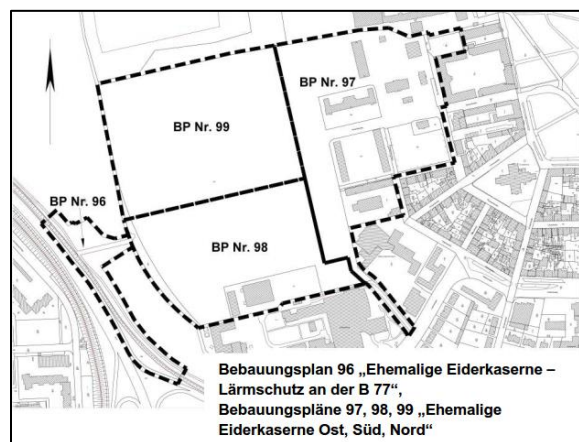 BP Nr. 97
BP Nr. 99
BP Nr. 96
BP Nr. 98
Bebauungsplan 96 „Ehemalige Eiderkaserne –
Lärmschutz an der B 77“,
Bebauungspläne 97, 98, 99 „Ehemalige
Eiderkaserne Ost, Süd, Nord“